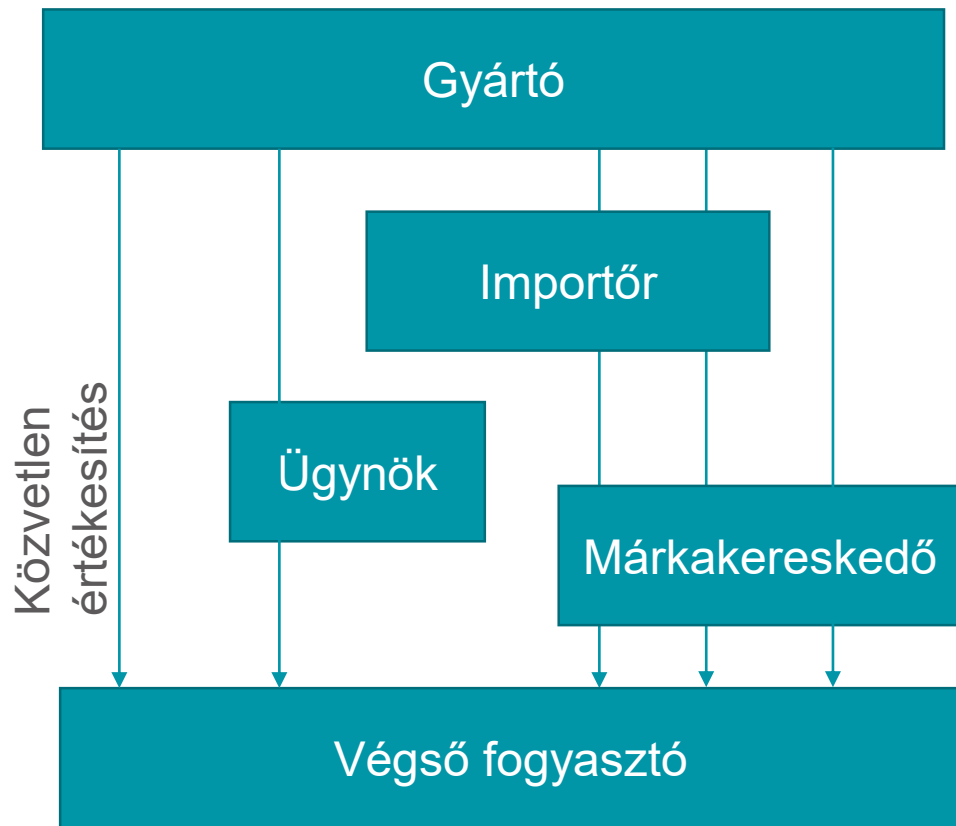 Gyártó
Importőr
Közvetlen
értékesítés
Ügynök
Márkakereskedő
Végső fogyasztó